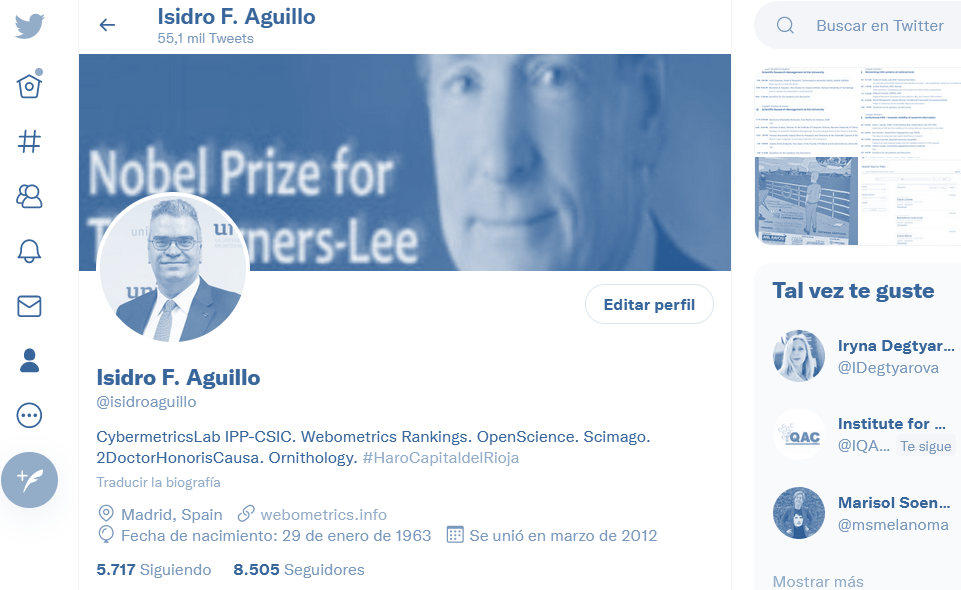 Isidro F. Aguillo
55,1 mil Tweets
Buscar en Twitter
Nobel Prize for
Isidro F. Aguillo
@isidroaguillo
Editar perfil
CybermetricsLab IPP-CSIC. Webometrics Rankings. OpenScience. Scimago.
2DoctorHonorisCausa. Ornithology. #HaroCapitaldelRioja
Traducir la biografía
Madrid, Spain webometrics.info
Fecha de nacimiento: 29 de enero de 1963 Se unió en marzo de 2012
5.717 Siguiendo 8.505 Seguidores
Tal vez te guste
Iryna Degtyar...
@IDegtyarova
IQAC
Institute for ...
@IQA... Te sigue
Marisol Soen...
@msmelanoma
Mostrar más